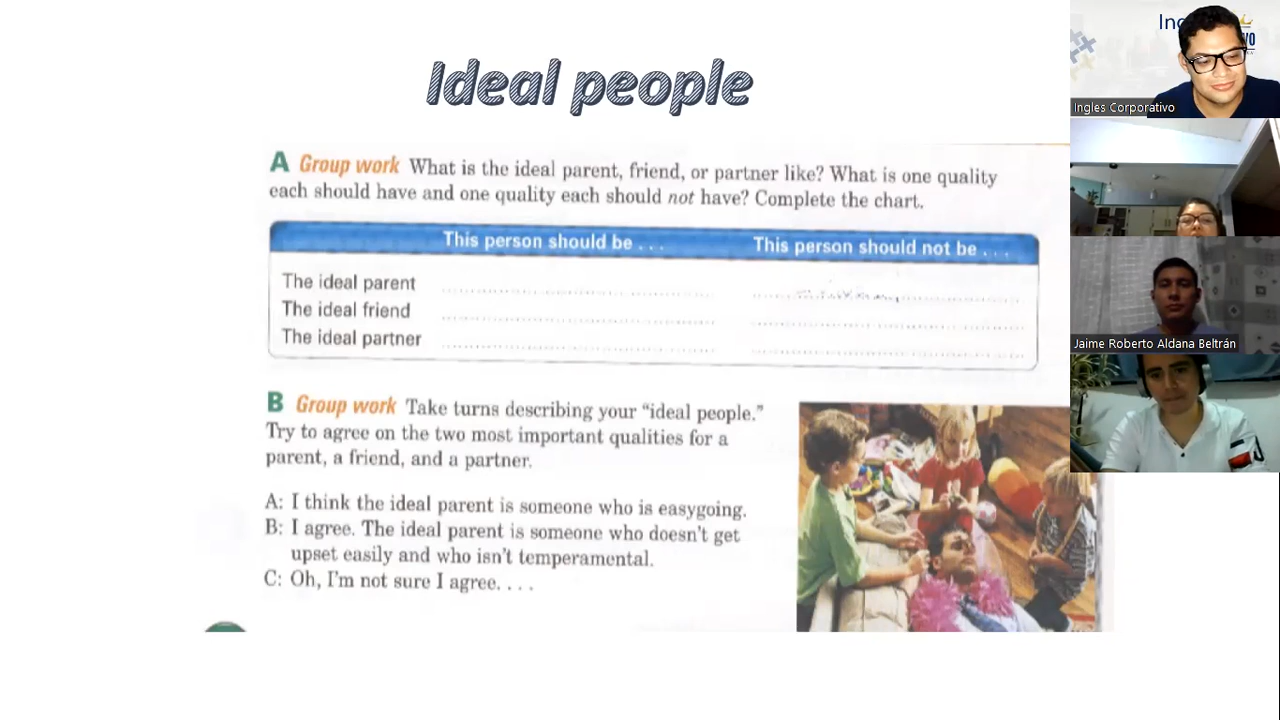 Ideal people
A Group work What is the ideal parent, friend, or partner like? What is one quality
each should have and one quality each should not have? Complete the chart.
This person should be . . . This person should not be . . .
The ideal parent
The ideal friend
The ideal partner
B Group work Take turns describing your “ideal people.”
Try to agree on the two most important qualities for a
parent, a friend, and a partner.
A: I think the ideal parent is someone who is easygoing.
B: I agree. The ideal parent is someone who doesn't get
upset easily and who isn't temperamental.
C: Oh, I'm not sure I agree. . . .
Ingles Corporativo
Jaime Roberto Aldana Beltrán